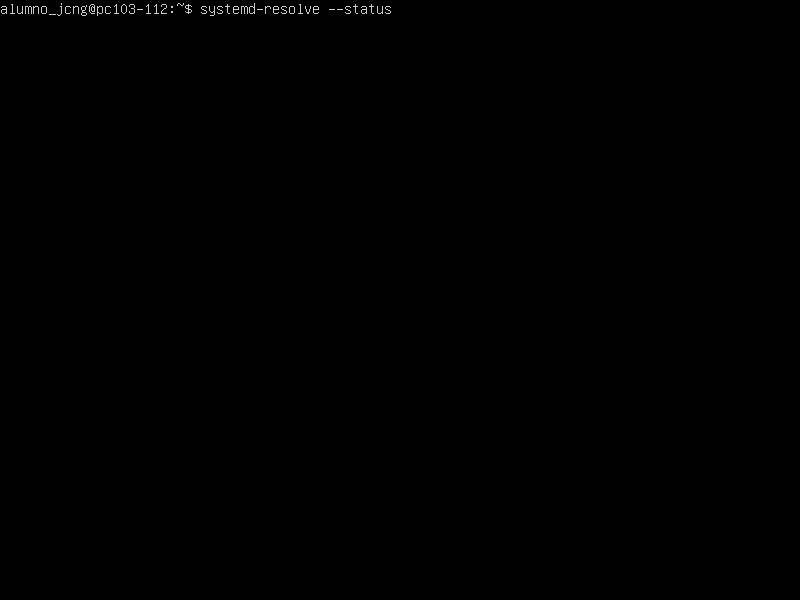 alumno_jcng@pc103-112:~$ systemd-resolve --status